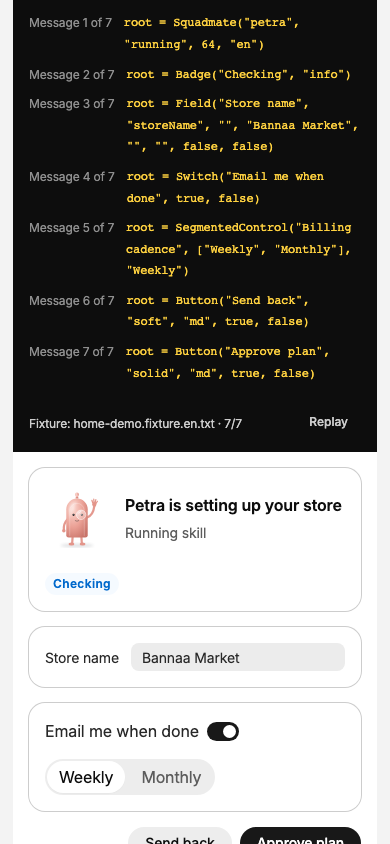 Message 1 of 7 root = Squadmate("petra",
"running", 64, "en")
Message 2 of 7 root = Badge("Checking", "info")
Message 3 of 7 root = Field("Store name",
"storeName", "", "Bannaa Market",
"", "", false, false)
Message 4 of 7 root = Switch("Email me when
done", true, false)
Message 5 of 7 root = SegmentedControl("Billing
cadence", ["Weekly", "Monthly"],
"Weekly")
Message 6 of 7 root = Button("Send back",
"soft", "md", true, false)
Message 7 of 7 root = Button("Approve plan",
"solid", "md", true, false)
Fixture: home-demo.fixture.en.txt · 7/7 Replay
Petra is setting up your store
Running skill
Checking
Store name Bannaa Market
Email me when done
Weekly Monthly
Send back Approve plan